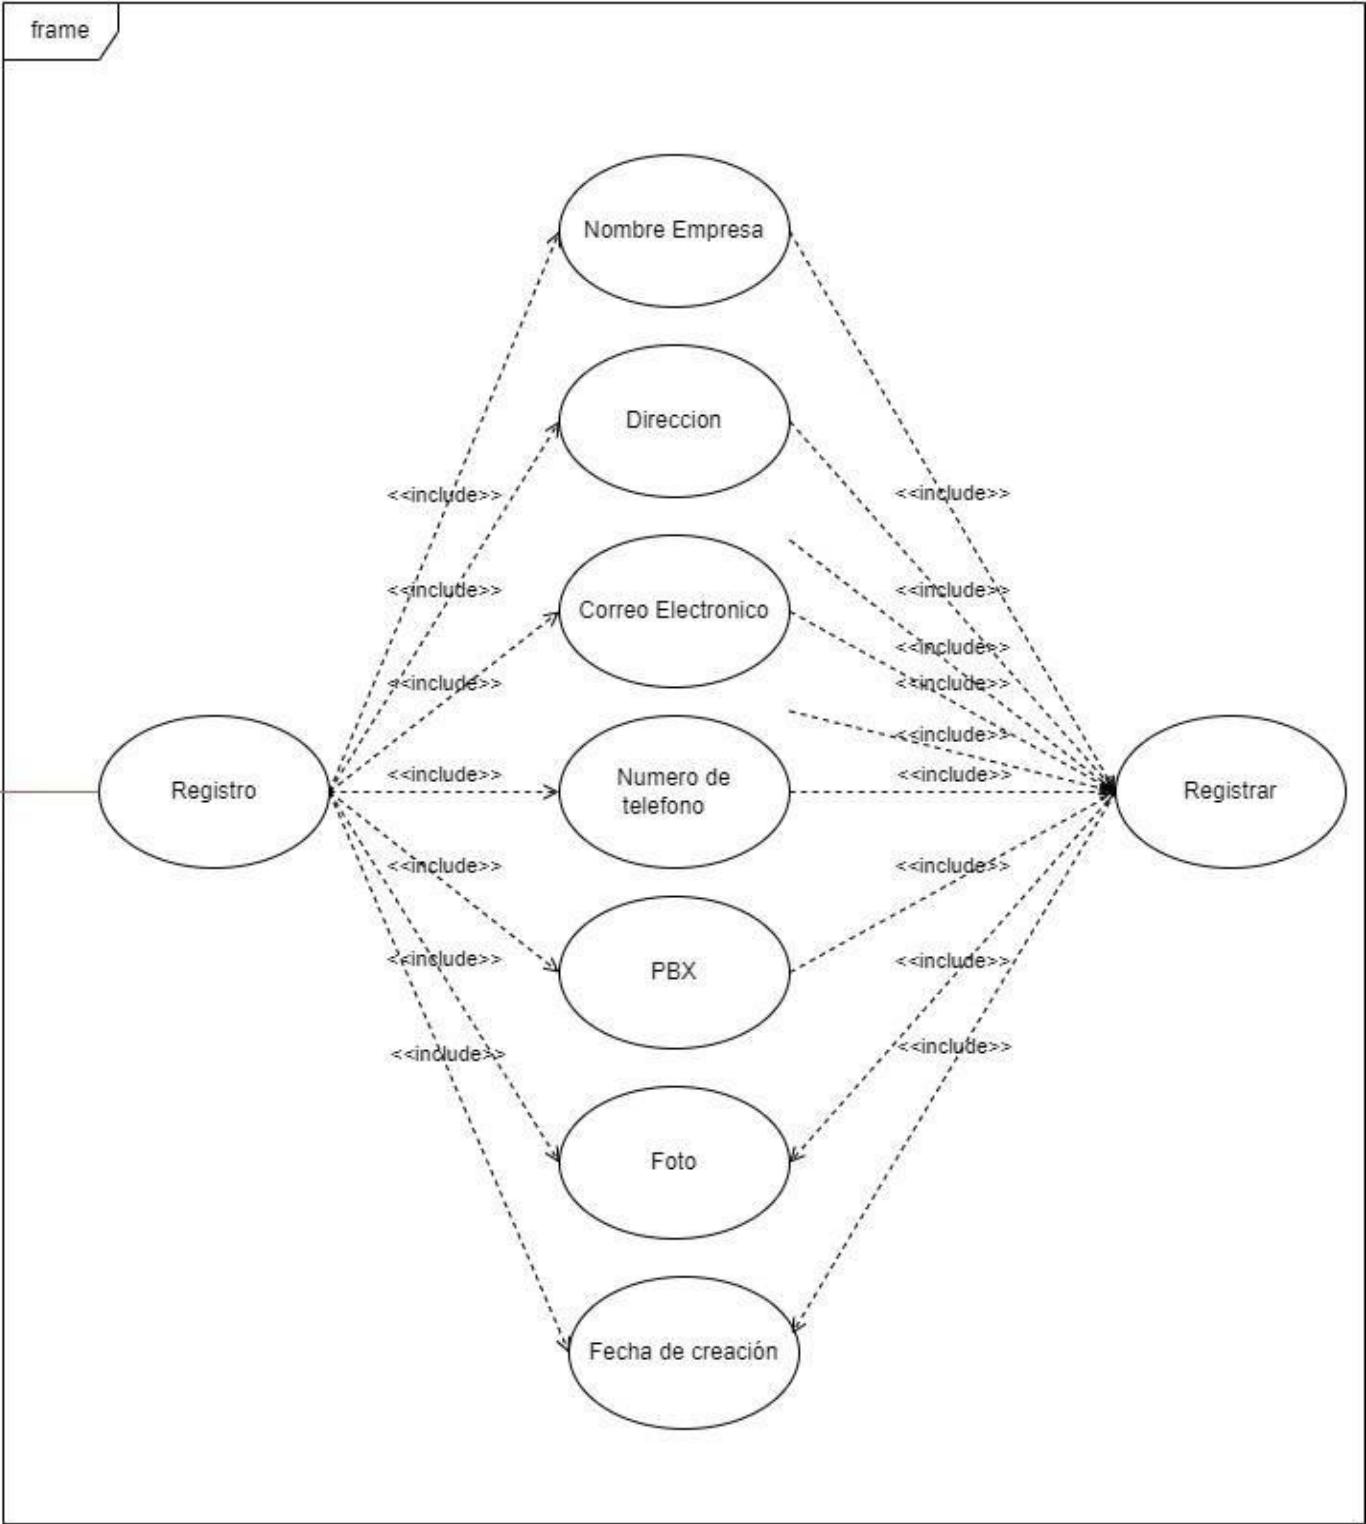 frame
Nombre Empresa
Direccion
<<include>>
<<include>>
<<include>>
<<include>>
Correo Electronico
<<include>>
<<include>>
<<include>>
<<include>>
Registro
<<include>>
Numero de
telefono
<<include>>
Registrar
<<include>>
<<include>>
<<include>>
PBX
<<include>>
<<include>>
<<include>>
Foto
Fecha de creación